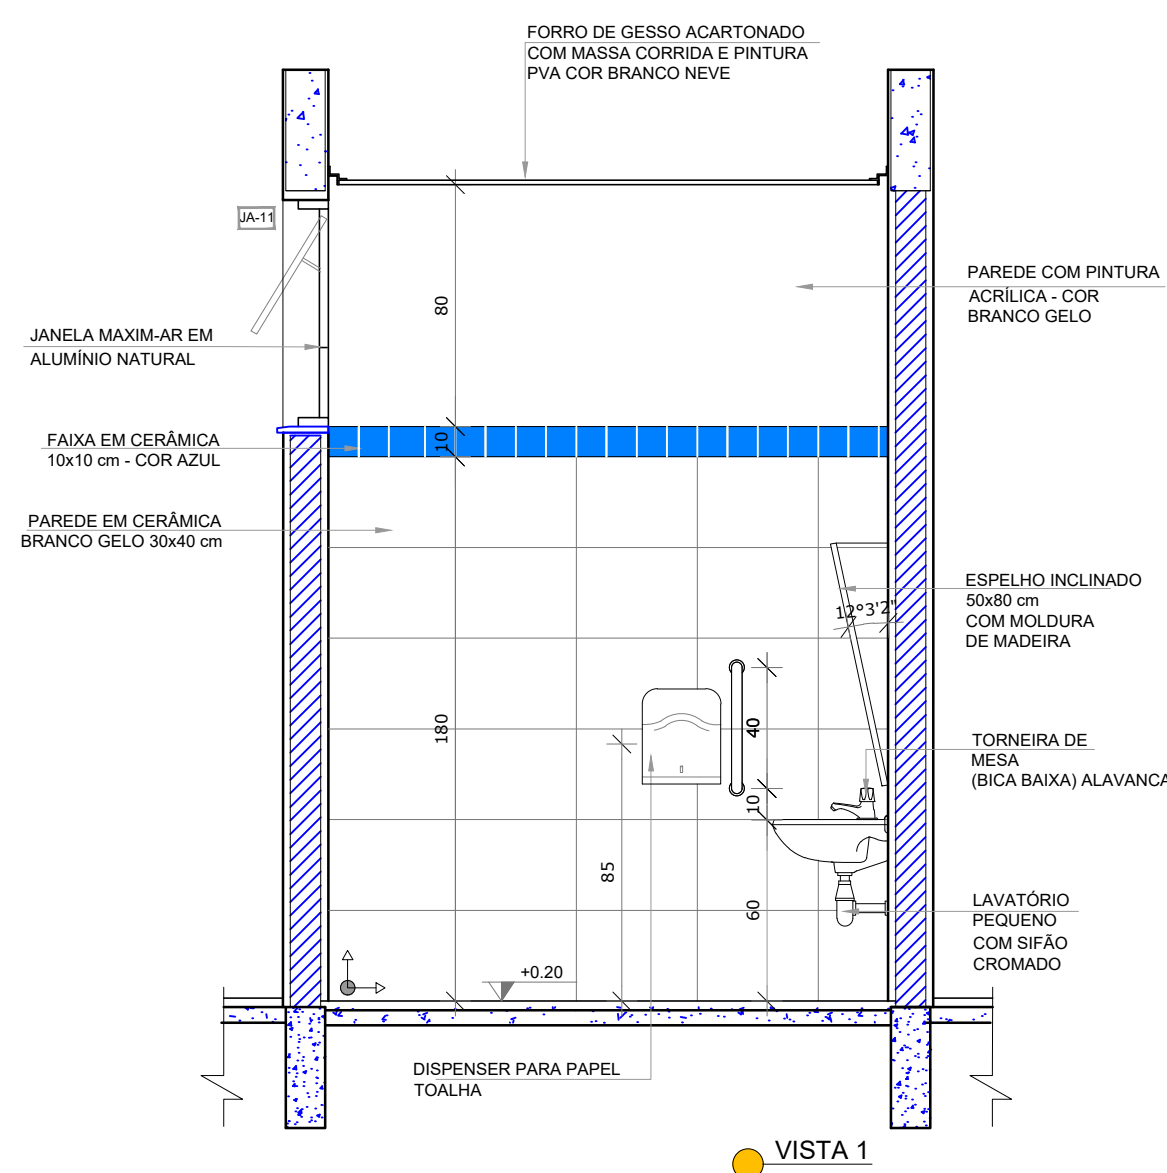 FORRO DE GESSO ACARTONADO
COM MASSA CORRIDA E PINTURA
PVA COR BRANCO NEVE
JA-11
PAREDE COM PINTURA
ACRÍLICA - COR
BRANCO GELO
80
JANELA MAXIM-AR EM
ALUMÍNIO NATURAL
FAIXA EM CERÂMICA
10x10 cm - COR AZUL
10
PAREDE EM CERÂMICA
BRANCO GELO 30x40 cm
ESPELHO INCLINADO
50x80 cm
COM MOLDURA
DE MADEIRA
12°3'2"
180
40
TORNEIRA DE
MESA
(BICA BAIXA) ALAVANCA
10
85
60
LAVATÓRIO
PEQUENO
COM SIFÃO
CROMADO
+0.20
DISPENSER PARA PAPEL
TOALHA
VISTA 1